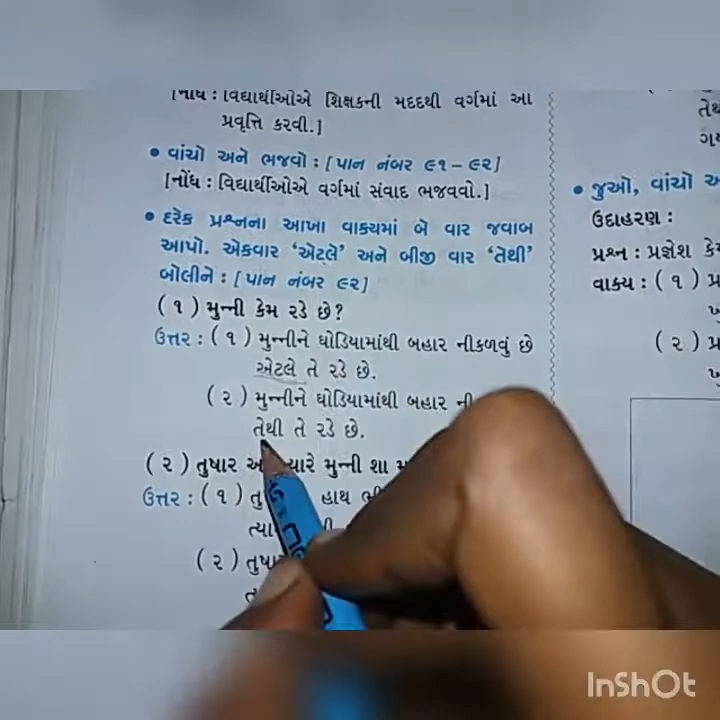 [નોંધ : વિદ્યાર્થીઓએ શિક્ષકની મદદથી વર્ગમાં આ
પ્રવૃત્તિ કરવી.]
• વાંચો અને ભજવો : [પાન નંબર ૯૧ – ૯૨]
[નોંધ : વિદ્યાર્થીઓએ વર્ગમાં સંવાદ ભજવવો.]
• દરેક પ્રશ્નના આખા વાક્યમાં બે વાર જવાબ
આપો. એકવાર ‘એટલે’ અને બીજી વાર ‘તેથી’
બોલીને : [પાન નંબર ૯૨]
(૧) મુન્ની કેમ રડે છે?
ઉત્તર : (૧) મુન્નીને ઘોડિયામાંથી બહાર નીકળવું છે
એટલે તે રડે છે.
(૨) મુન્નીને ઘોડિયામાંથી બહાર
તેથી તે રડે છે.
(૨) તુષાર મુન્ની શા
ઉત્તર : (૧) હાથ
(૨)
• જુઓ, વાંચો
ઉદાહરણ :
પ્રશ્ન : પ્રજ્ઞેશ
વાક્ય : (૧)
(૨)
InShOt